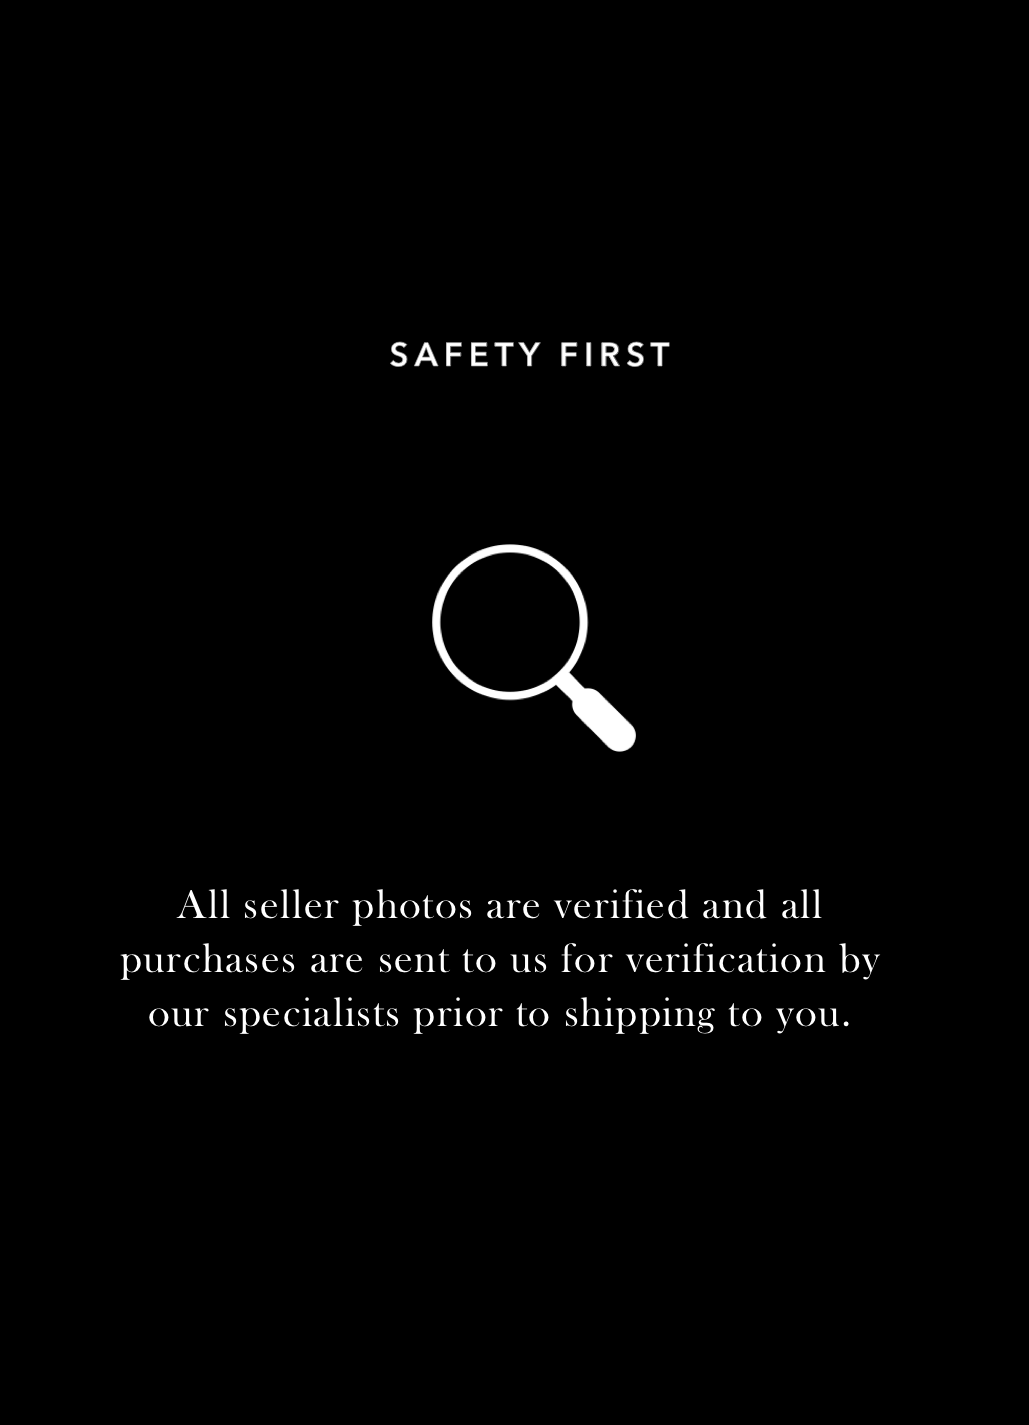 SAFETY FIRST
All seller photos are verified and all
purchases are sent to us for verification by
our specialists prior to shipping to you.